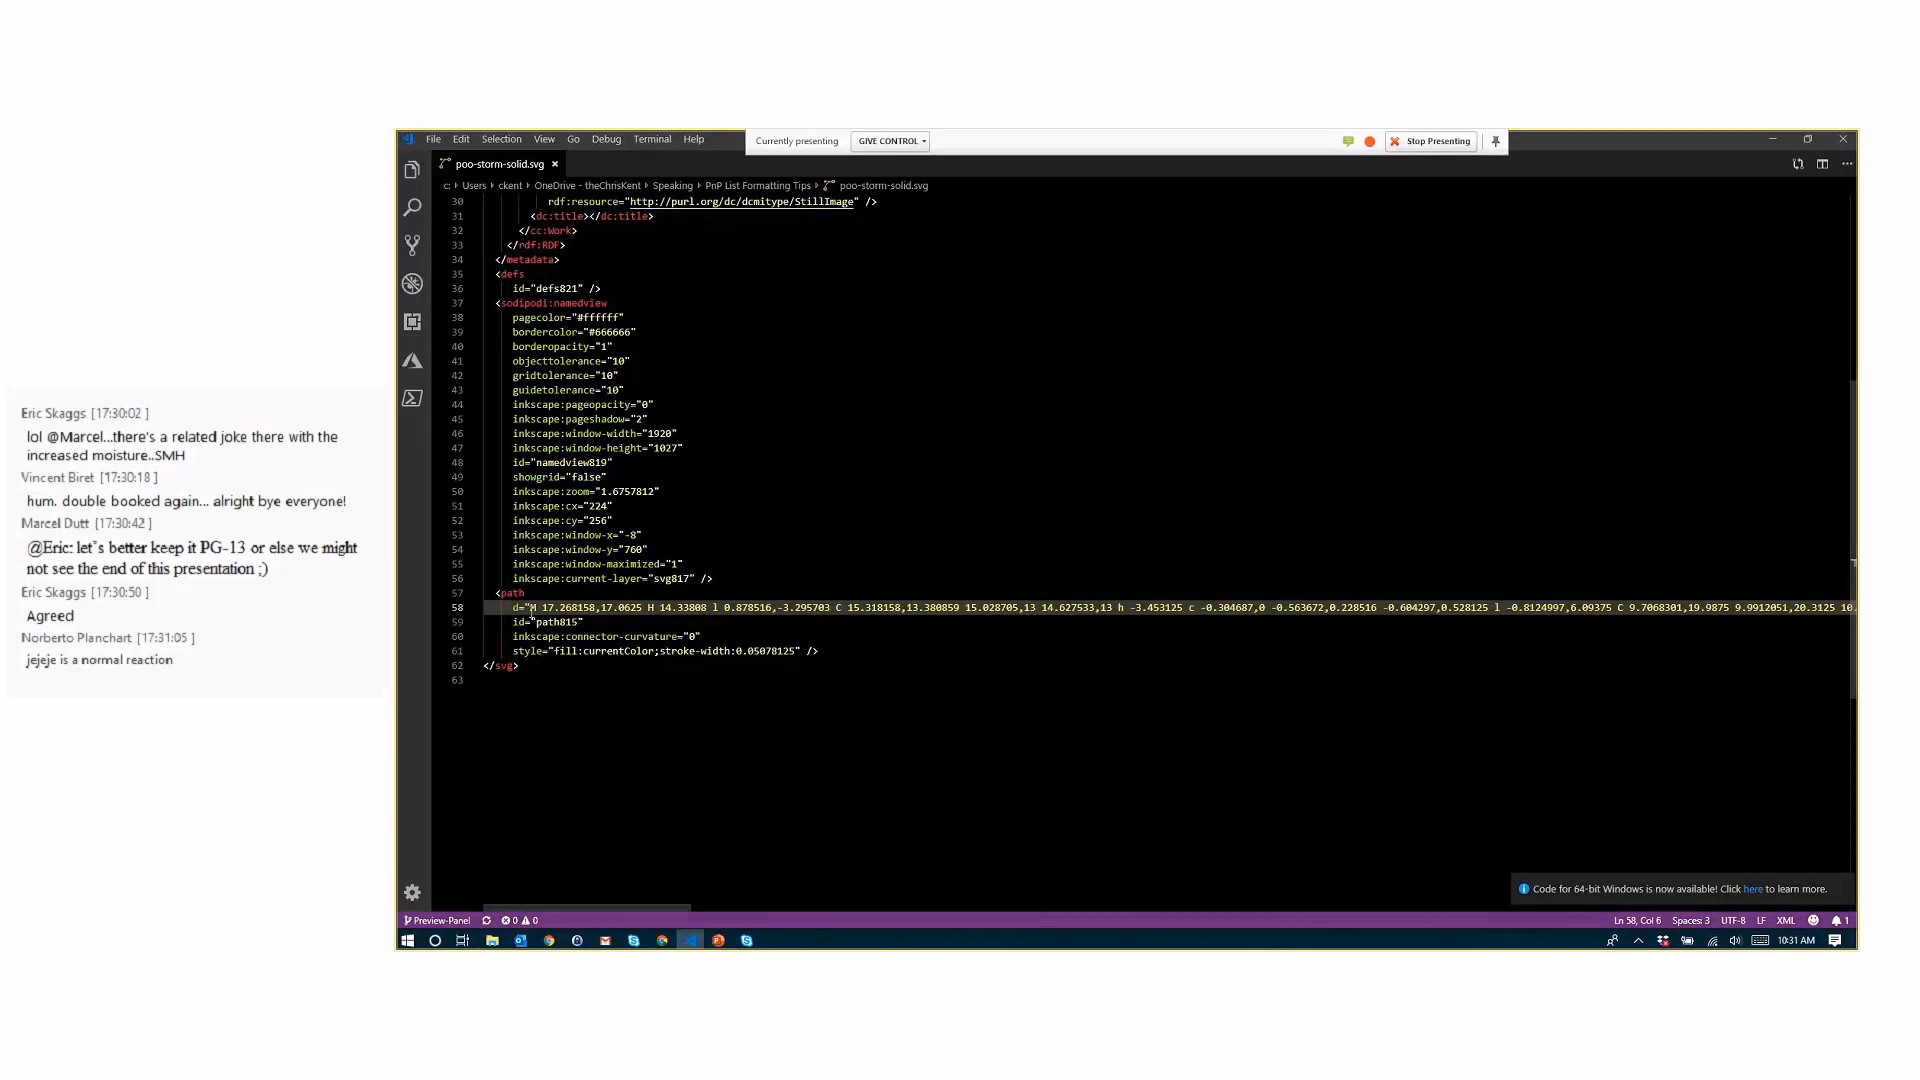 File Edit Selection View Go Debug Terminal Help
Currently presenting GIVE CONTROL Stop Presenting
poo-storm-solid.svg
c: Users ckent OneDrive - theChrisKent Speaking PnP List Formatting Tips poo-storm-solid.svg
30 rdf:resource="http://purl.org/dc/dcmitype/StillImage" />
31 <dc:title></dc:title>
32 </cc:Work>
33 </rdf:RDF>
34 </metadata>
35 <defs
36 id="defs821" />
37 <sodipodi:namedview
38 pagecolor="#ffffff"
39 bordercolor="#666666"
40 borderopacity="1"
41 objecttolerance="10"
42 gridtolerance="10"
43 guidetolerance="10"
44 inkscape:pageopacity="0"
45 inkscape:pageshadow="2"
46 inkscape:window-width="1920"
47 inkscape:window-height="1027"
48 id="namedview819"
49 showgrid="false"
50 inkscape:zoom="1.6757812"
51 inkscape:cx="224"
52 inkscape:cy="256"
53 inkscape:window-x="-8"
54 inkscape:window-y="760"
55 inkscape:window-maximized="1"
56 inkscape:current-layer="svg817" />
57 <path
58 d="M 17.268158,17.0625 H 14.33808 l 0.878516,-3.295703 C 15.318158,13.380859 15.028705,13 14.627533,13 h -3.453125 c -0.304687,0 -0.563672,0.228516 -0.604297,0.528125 l -0.8124997,6.09375 C 9.7068301,19.9875 9.9912051,20.3125 10.
59 id="path815"
60 inkscape:connector-curvature="0"
61 style="fill:currentColor;stroke-width:0.05078125" />
62 </svg>
63
Eric Skaggs [17:30:02 ]
lol @Marcel...there's a related joke there with the
increased moisture..SMH
Vincent Biret [17:30:18 ]
hum. double booked again... alright bye everyone!
Marcel Dutt [17:30:42 ]
@Eric: let's better keep it PG-13 or else we might
not see the end of this presentation ;)
Eric Skaggs [17:30:50 ]
Agreed
Norberto Planchart [17:31:05 ]
jejeje is a normal reaction
Code for 64-bit Windows is now available! Click here to learn more.
Preview-Panel 0 0 Ln 58, Col 6 Spaces: 3 UTF-8 LF XML 1
10:31 AM